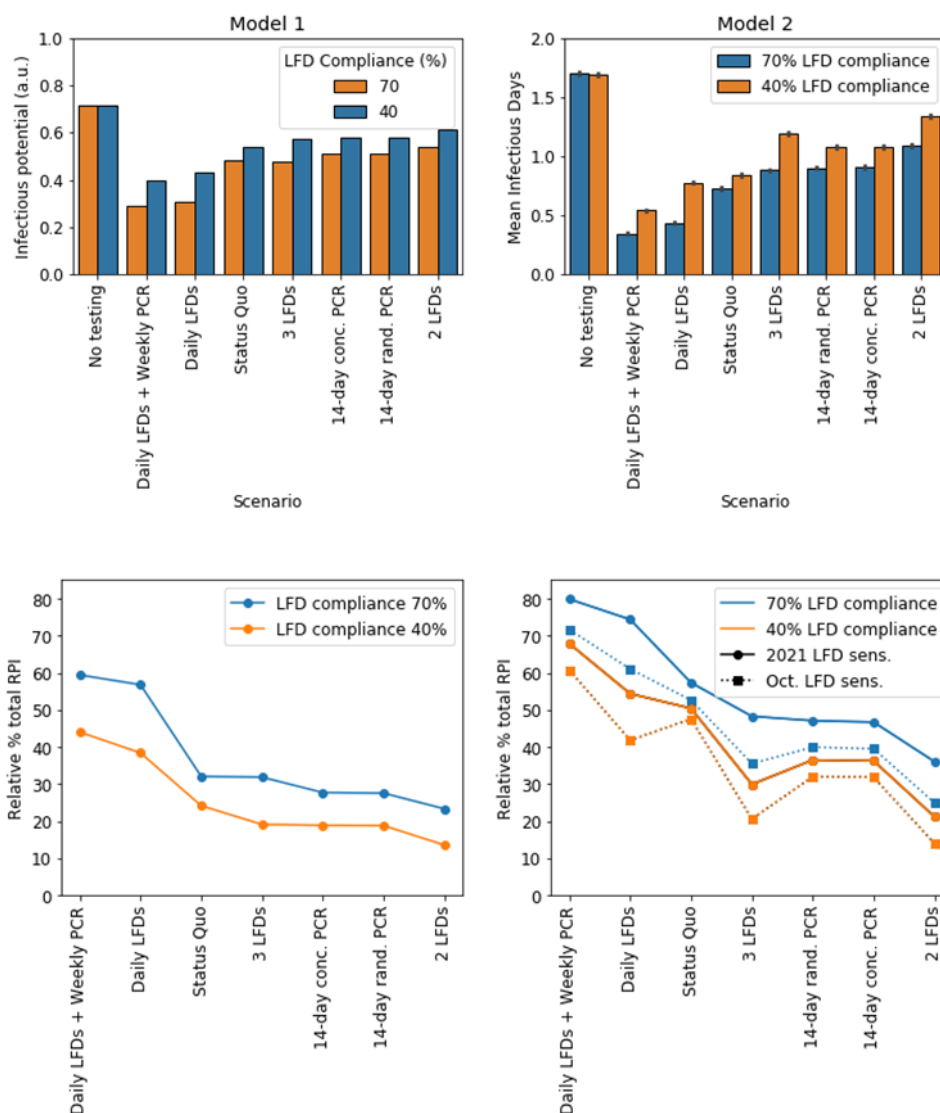 Model 1
Infectious potential (a.u.)
1.0
0.8
0.6
0.4
0.2
0.0
LFD Compliance (%)
70
40
No testing
Daily LFDs + Weekly PCR
Daily LFDs
Status Quo
3 LFDs
14-day conc. PCR
14-day rand. PCR
2 LFDs
Scenario
Model 2
Mean Infectious Days
2.0
1.5
1.0
0.5
0.0
70% LFD compliance
40% LFD compliance
No testing
Daily LFDs + Weekly PCR
Daily LFDs
Status Quo
3 LFDs
14-day rand. PCR
14-day conc. PCR
2 LFDs
Scenario
Relative % total RPI
80
70
60
50
40
30
20
10
0
LFD compliance 70%
LFD compliance 40%
Daily LFDs + Weekly PCR
Daily LFDs
Status Quo
3 LFDs
14-day conc. PCR
14-day rand. PCR
2 LFDs
Relative % total RPI
80
70
60
50
40
30
20
10
0
70% LFD compliance
40% LFD compliance
2021 LFD sens.
Oct. LFD sens.
Daily LFDs + Weekly PCR
Daily LFDs
Status Quo
3 LFDs
14-day rand. PCR
14-day conc. PCR
2 LFDs